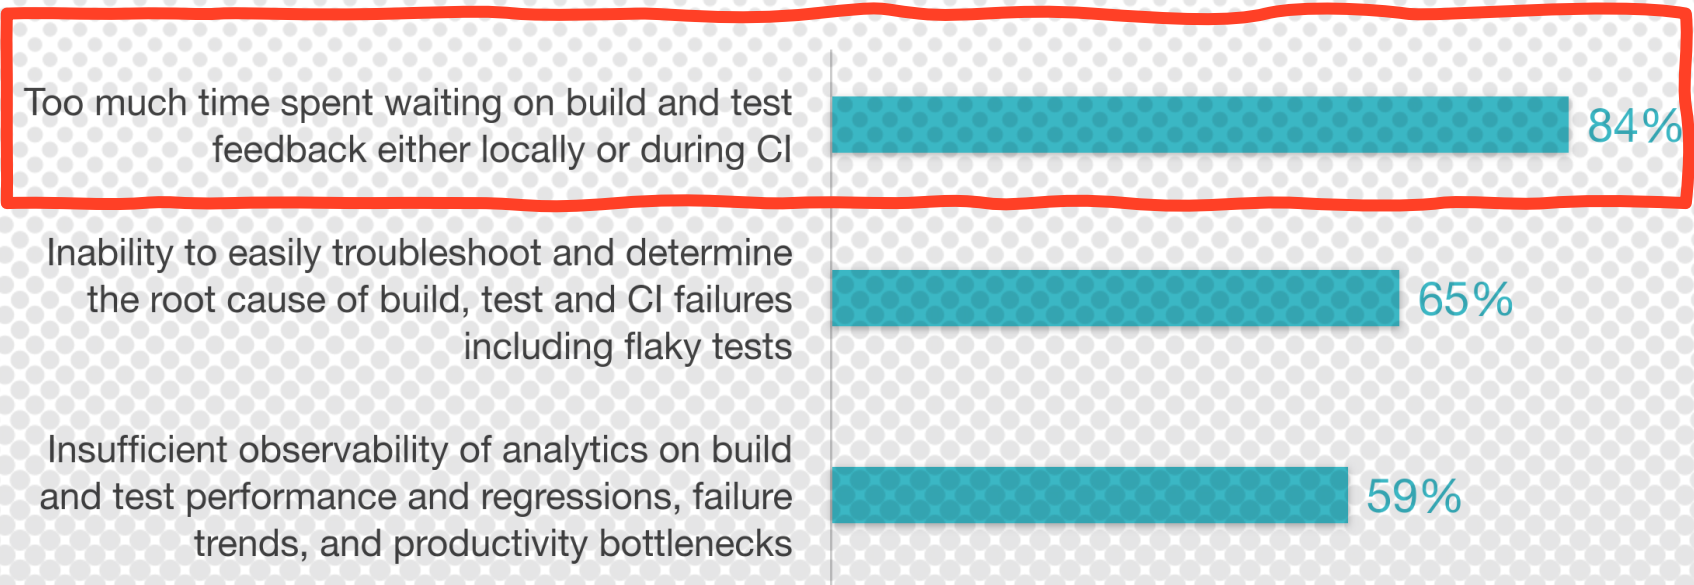 Too much time spent waiting on build and test
feedback either locally or during CI
84%
Inability to easily troubleshoot and determine
the root cause of build, test and CI failures
including flaky tests
65%
Insufficient observability of analytics on build
and test performance and regressions, failure
trends, and productivity bottlenecks
59%